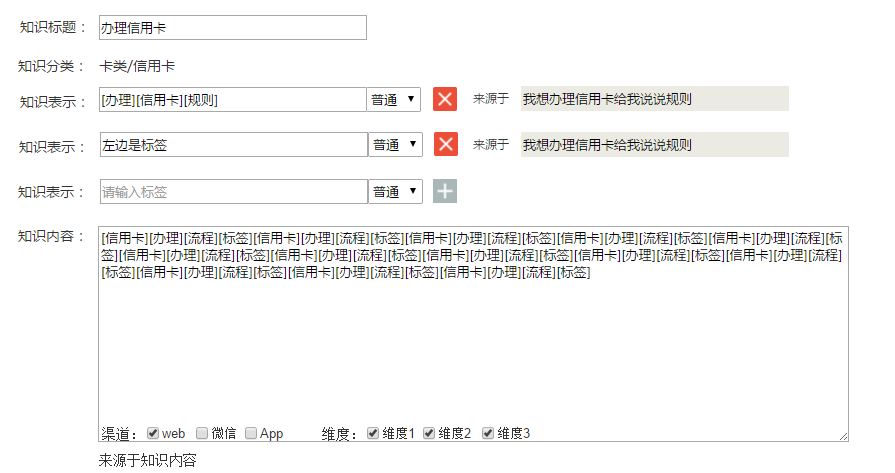 知识标题： 办理信用卡
知识分类： 卡类/信用卡
知识表示： [办理][信用卡][规则] 普通 来源于 我想办理信用卡给我说说规则
知识表示： 左边是标签 普通 来源于 我想办理信用卡给我说说规则
知识表示： 请输入标签 普通
知识内容： [信用卡][办理][流程][标签][信用卡][办理][流程][标签][信用卡][办理][流程][标签][信用卡][办理][流程][标签][信用卡][办理][流程][标
签][信用卡][办理][流程][标签][信用卡][办理][流程][标签][信用卡][办理][流程][标签][信用卡][办理][流程][标签][信用卡][办理][流程]
[标签][信用卡][办理][流程][标签][信用卡][办理][流程][标签][信用卡][办理][流程][标签]
渠道： web 微信 App 维度： 维度1 维度2 维度3
来源于知识内容